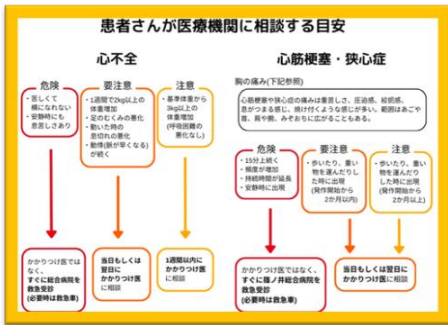 患者さんが医療機関に相談する目安
心不全
危険
・苦しくて
横になれない
・安静時にも
息苦しさあり
要注意
・1週間で2kg以上の
体重増加
・足のむくみの悪化
・動いた時の
息切れの悪化
・動悸(脈が早くなる)
が続く
注意
・基準体重から
3kg以上の
体重増加
(呼吸困難の
悪化なし)
かかりつけ医では
なく、
すぐに総合病院を
救急受診
(必要時は救急車)
当日もしくは
翌日に
かかりつけ医
に相談
1週間以内に
かかりつけ医
に相談
心筋梗塞・狭心症
胸の痛み(下記参照)
心筋梗塞や狭心症の痛みは重苦しさ、圧迫感、絞扼感、
息がつまる感じ、焼け付くような感じが多い。範囲はあごや
首、肩や腕、みぞおちに広がることもある。
危険
・15分上続く
・頻度が増加
・持続時間が延長
・安静時に出現
要注意
・歩いたり、重い
物を運んだりし
た時に出現
(発作開始から
2か月以内)
注意
・歩いたり、重い
物を運んだり
した時に出現
(発作開始から
2か月以上)
かかりつけ医ではなく、
すぐに篠ノ井総合病院を
救急受診
(必要時は救急車)
当日もしくは翌日に
かかりつけ医に相談